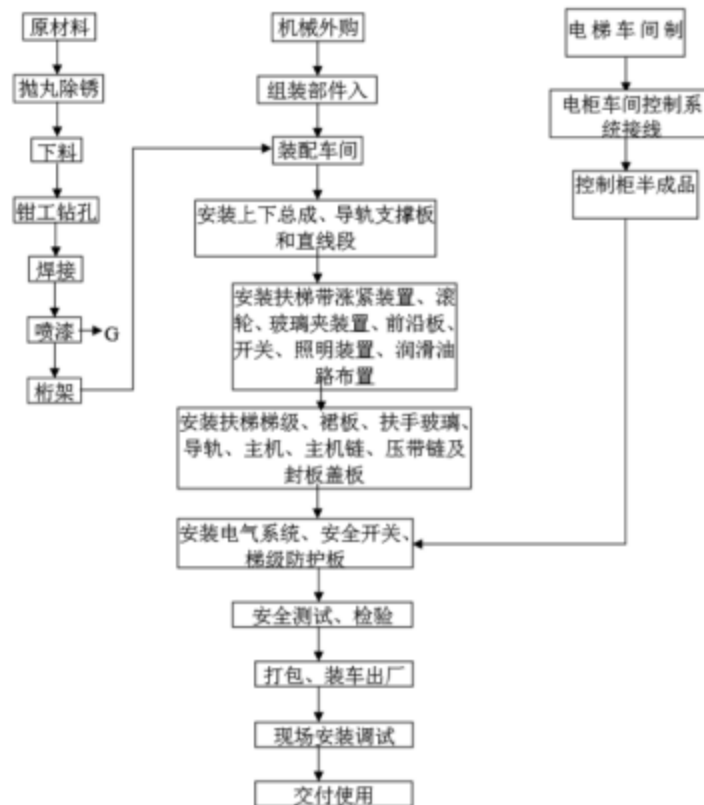 原材料
抛丸除锈
下料
钳工钻孔
焊接
喷漆
G
桁架
机械外购
组装部件入
装配车间
安装上下总成、导轨支撑板
和直线段
安装扶梯带涨紧装置、滚
轮、玻璃夹装置、前沿板、
开关、照明装置、润滑油
路布置
安装扶梯梯级、裙板、扶手玻璃、
导轨、主机、主机链、压带链及
封板盖板
安装电气系统、安全开关、
梯级防护板
安全测试、检验
打包、装车出厂
现场安装调试
交付使用
电梯车间制
电柜车间控制系
统接线
控制柜半成品